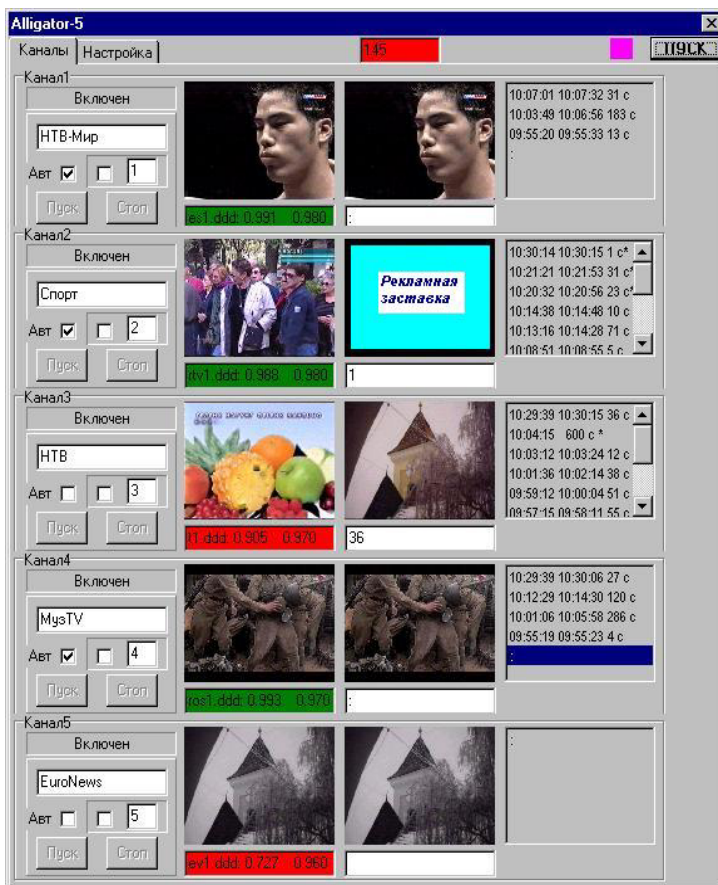 Alligator-5
Каналы Настройка 145 ПУСК
Канал1
Включен
НТВ-Мир
Авт 1
Пуск Стоп
es1.ddd: 0.991 0.980
:
10:07:01 10:07:32 31 с
10:03:49 10:06:56 183 с
09:55:20 09:55:33 13 с
:
Канал2
Включен
Спорт
Авт 2
Пуск Стоп
Рекламная
заставка
rtv1.ddd: 0.988 0.980
1
10:30:14 10:30:15 1 с*
10:21:21 10:21:53 31 с*
10:20:32 10:20:56 23 с*
10:14:38 10:14:48 10 с
10:13:16 10:14:28 71 с
10:08:51 10:08:55 5 с
Канал3
Включен
НТВ
Авт 3
Пуск Стоп
t1.ddd: 0.905 0.970
36
10:29:39 10:30:15 36 с
10:04:15 600 с *
10:03:12 10:03:24 12 с
10:01:36 10:02:14 38 с
09:59:12 10:00:04 51 с
09:57:15 09:58:11 55 с
Канал4
Включен
МузTV
Авт 4
Пуск Стоп
ros1.ddd: 0.993 0.970
:
10:29:39 10:30:06 27 с
10:12:29 10:14:30 120 с
10:01:06 10:05:58 286 с
09:55:19 09:55:23 4 с
:
Канал5
Включен
EuroNews
Авт 5
Пуск Стоп
ev1.ddd: 0.727 0.960
: